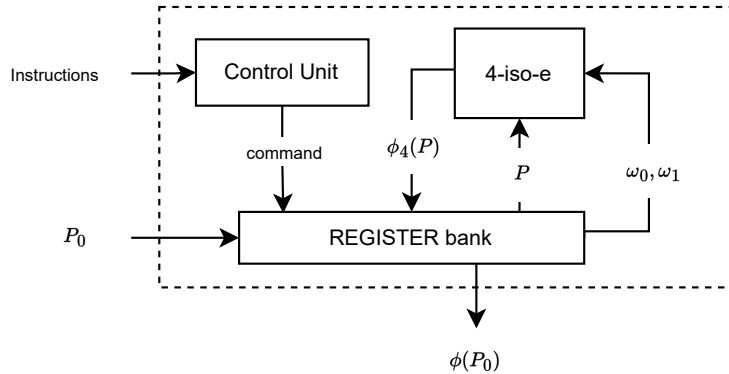 Control Unit
4-iso-e
Instructions
command
ϕ₄(P)
P
ω₀, ω₁
P₀
REGISTER bank
ϕ(P₀)